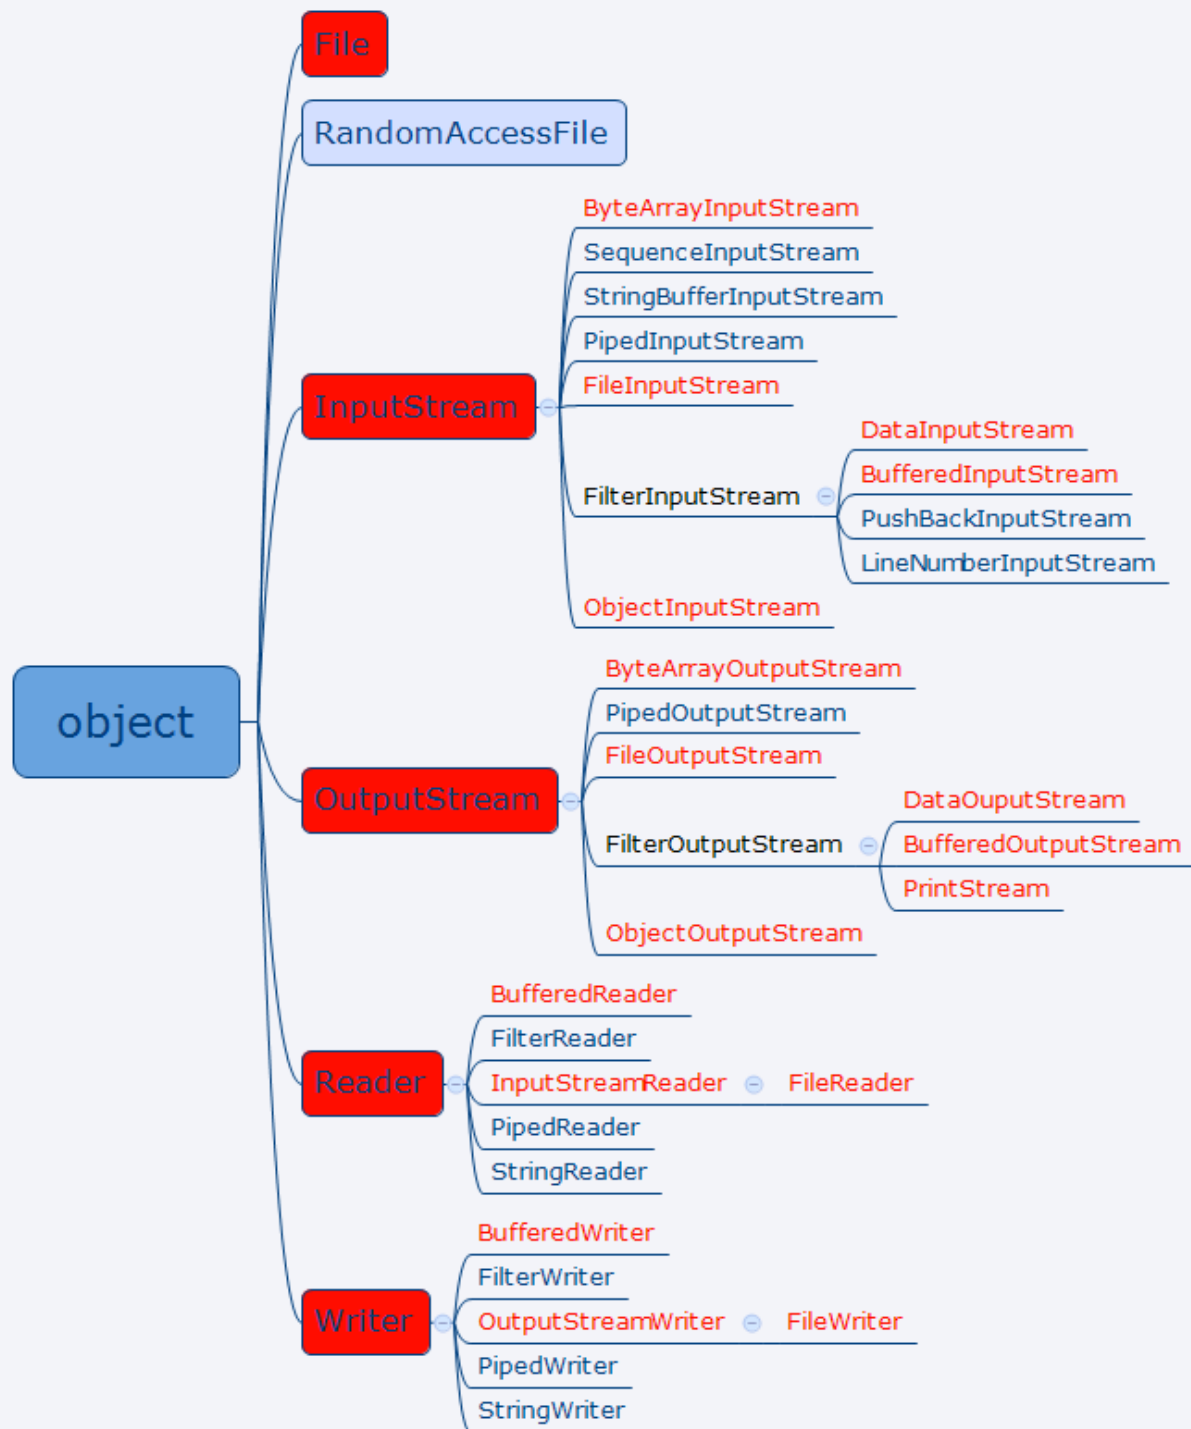 File
RandomAccessFile
ByteArrayInputStream
SequenceInputStream
StringBufferInputStream
PipedInputStream
FileInputStream
InputStream
DataInputStream
BufferedInputStream
FilterInputStream
PushBackInputStream
LineNumberInputStream
ObjectInputStream
object
ByteArrayOutputStream
PipedOutputStream
FileOutputStream
OutputStream
DataOuputStream
FilterOutputStream
BufferedOutputStream
PrintStream
ObjectOutputStream
BufferedReader
FilterReader
Reader
InputStreamReader
FileReader
PipedReader
StringReader
BufferedWriter
FilterWriter
Writer
OutputStreamWriter
FileWriter
PipedWriter
StringWriter